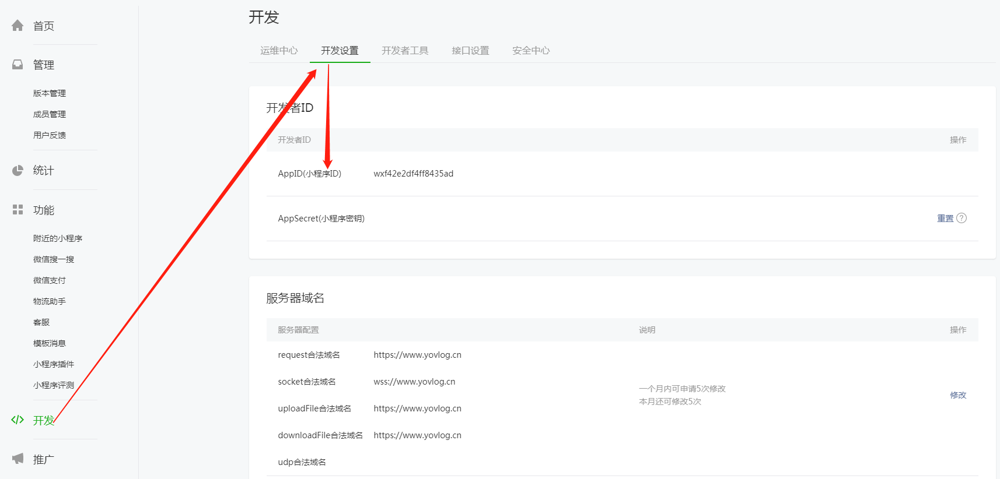 首页
管理
版本管理
成员管理
用户反馈
统计
功能
附近的小程序
微信搜一搜
微信支付
物流助手
客服
模板消息
小程序插件
小程序评测
开发
推广
开发
运维中心 开发设置 开发者工具 接口设置 安全中心
开发者ID
开发者ID 操作
AppID(小程序ID) wxf42e2df4ff8435ad
AppSecret(小程序密钥) 重置 ?
服务器域名
服务器配置 说明 操作
request合法域名 https://www.yovlog.cn
socket合法域名 wss://www.yovlog.cn
uploadFile合法域名 https://www.yovlog.cn
downloadFile合法域名 https://www.yovlog.cn
udp合法域名
一个月内可申请5次修改
本月还可修改5次
修改